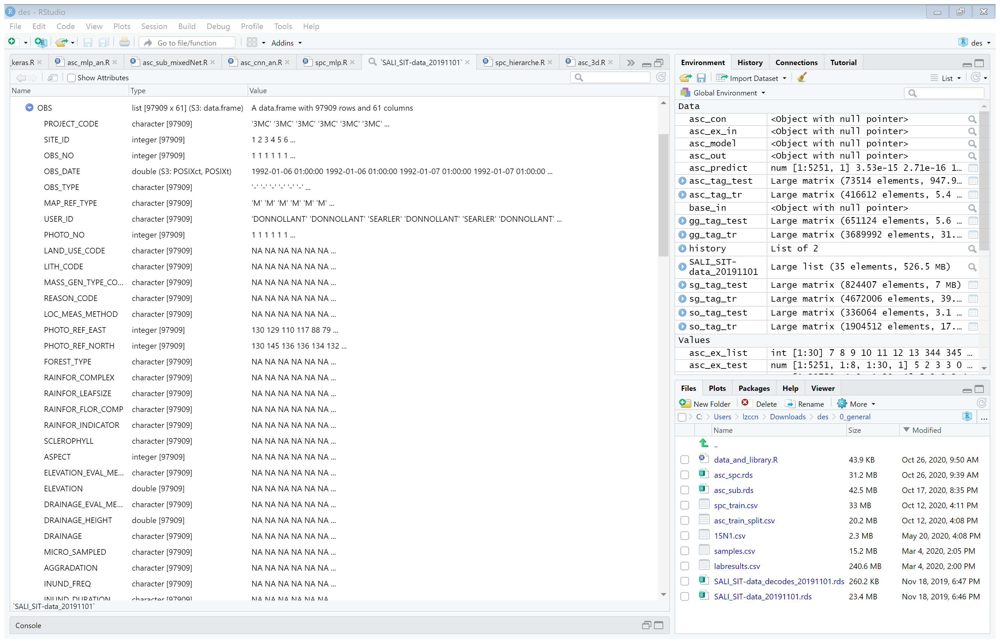 des - RStudio
File Edit Code View Plots Session Build Debug Profile Tools Help
Go to file/function Addins des
_keras.R asc_mlp_an.R asc_sub_mixedNet.R asc_cnn_an.R spc_mlp.R `SALI_SIT-data_20191101` spc_hierarche.R asc_3d.R
Show Attributes
Name Type Value
OBS list [97909 x 61] (S3: data.frame) A data.frame with 97909 rows and 61 columns
PROJECT_CODE character [97909] '3MC' '3MC' '3MC' '3MC' '3MC' '3MC' ...
SITE_ID integer [97909] 1 2 3 4 5 6 ...
OBS_NO integer [97909] 1 1 1 1 1 1 ...
OBS_DATE double (S3: POSIXct, POSIXt) 1992-01-06 01:00:00 1992-01-06 01:00:00 1992-01-07 01:00:00 1992-01-07 01:00:00 ...
OBS_TYPE character [97909] '-' '-' '-' '-' '-' '-' ...
MAP_REF_TYPE character [97909] 'M' 'M' 'M' 'M' 'M' 'M' ...
USER_ID character [97909] 'DONNOLLANT' 'DONNOLLANT' 'SEARLER' 'DONNOLLANT' 'SEARLER' 'DONNOLLANT' ...
PHOTO_NO integer [97909] 1 1 1 1 1 1 ...
LAND_USE_CODE character [97909] NA NA NA NA NA NA ...
LITH_CODE character [97909] NA NA NA NA NA NA ...
MASS_GEN_TYPE_CO... character [97909] NA NA NA NA NA NA ...
REASON_CODE character [97909] NA NA NA NA NA NA ...
LOC_MEAS_METHOD character [97909] NA NA NA NA NA NA ...
PHOTO_REF_EAST integer [97909] 130 129 110 117 88 79 ...
PHOTO_REF_NORTH integer [97909] 130 145 136 136 134 132 ...
FOREST_TYPE character [97909] NA NA NA NA NA NA ...
RAINFOR_COMPLEX character [97909] NA NA NA NA NA NA ...
RAINFOR_LEAFSIZE character [97909] NA NA NA NA NA NA ...
RAINFOR_FLOR_COMP character [97909] NA NA NA NA NA NA ...
RAINFOR_INDICATOR character [97909] NA NA NA NA NA NA ...
SCLEROPHYLL character [97909] NA NA NA NA NA NA ...
ASPECT integer [97909] NA NA NA NA NA NA ...
ELEVATION_EVAL_ME... character [97909] NA NA NA NA NA NA ...
ELEVATION double [97909] NA NA NA NA NA NA ...
DRAINAGE_EVAL_ME... character [97909] NA NA NA NA NA NA ...
DRAINAGE_HEIGHT double [97909] NA NA NA NA NA NA ...
DRAINAGE character [97909] NA NA NA NA NA NA ...
MICRO_SAMPLED character [97909] NA NA NA NA NA NA ...
AGGRADATION character [97909] NA NA NA NA NA NA ...
INUND_FREQ character [97909] NA NA NA NA NA NA ...
INUND_DURATION character [97909] NA NA NA NA NA NA ...
`SALI_SIT-data_20191101`
Console
Environment History Connections Tutorial
Import Dataset List
Global Environment
Data
asc_con <Object with null pointer>
asc_ex_in <Object with null pointer>
asc_model <Object with null pointer>
asc_out <Object with null pointer>
asc_predict num [1:5251, 1] 3.53e-15 2.71e-16 1...
asc_tag_test Large matrix (73514 elements, 947.9...
asc_tag_tr Large matrix (416612 elements, 5.4 ...
base_in <Object with null pointer>
gg_tag_test Large matrix (651124 elements, 5.6 ...
gg_tag_tr Large matrix (3689992 elements, 31...
history List of 2
SALI_SIT-
data_20191101 Large list (35 elements, 526.5 MB)
sg_tag_test Large matrix (824407 elements, 7 MB)
sg_tag_tr Large matrix (4672006 elements, 39...
so_tag_test Large matrix (336064 elements, 3.1 ...
so_tag_tr Large matrix (1904512 elements, 17...
Values
asc_ex_list int [1:30] 7 8 9 10 11 12 13 344 345 ...
asc_ex_test num [1:5251, 1:8, 1:30, 1] 5 2 3 3 0 ...
Files Plots Packages Help Viewer
New Folder Delete Rename More
C: Users lzccn Downloads des 0_general ...
Name Size Modified
..
data_and_library.R 43.9 KB Oct 26, 2020, 9:50 AM
asc_spc.rds 31.2 MB Oct 26, 2020, 9:39 AM
asc_sub.rds 42.5 MB Oct 17, 2020, 8:35 PM
spc_train.csv 33 MB Oct 12, 2020, 4:11 PM
asc_train_split.csv 20.2 MB Oct 12, 2020, 4:08 PM
15N1.csv 2.3 MB May 20, 2020, 4:08 PM
samples.csv 15.2 MB Mar 4, 2020, 2:05 PM
labresults.csv 240.6 MB Mar 4, 2020, 2:00 PM
SALI_SIT-data_decodes_20191101.rds 260.2 KB Nov 18, 2019, 6:47 PM
SALI_SIT-data_20191101.rds 23.4 MB Nov 18, 2019, 6:46 PM